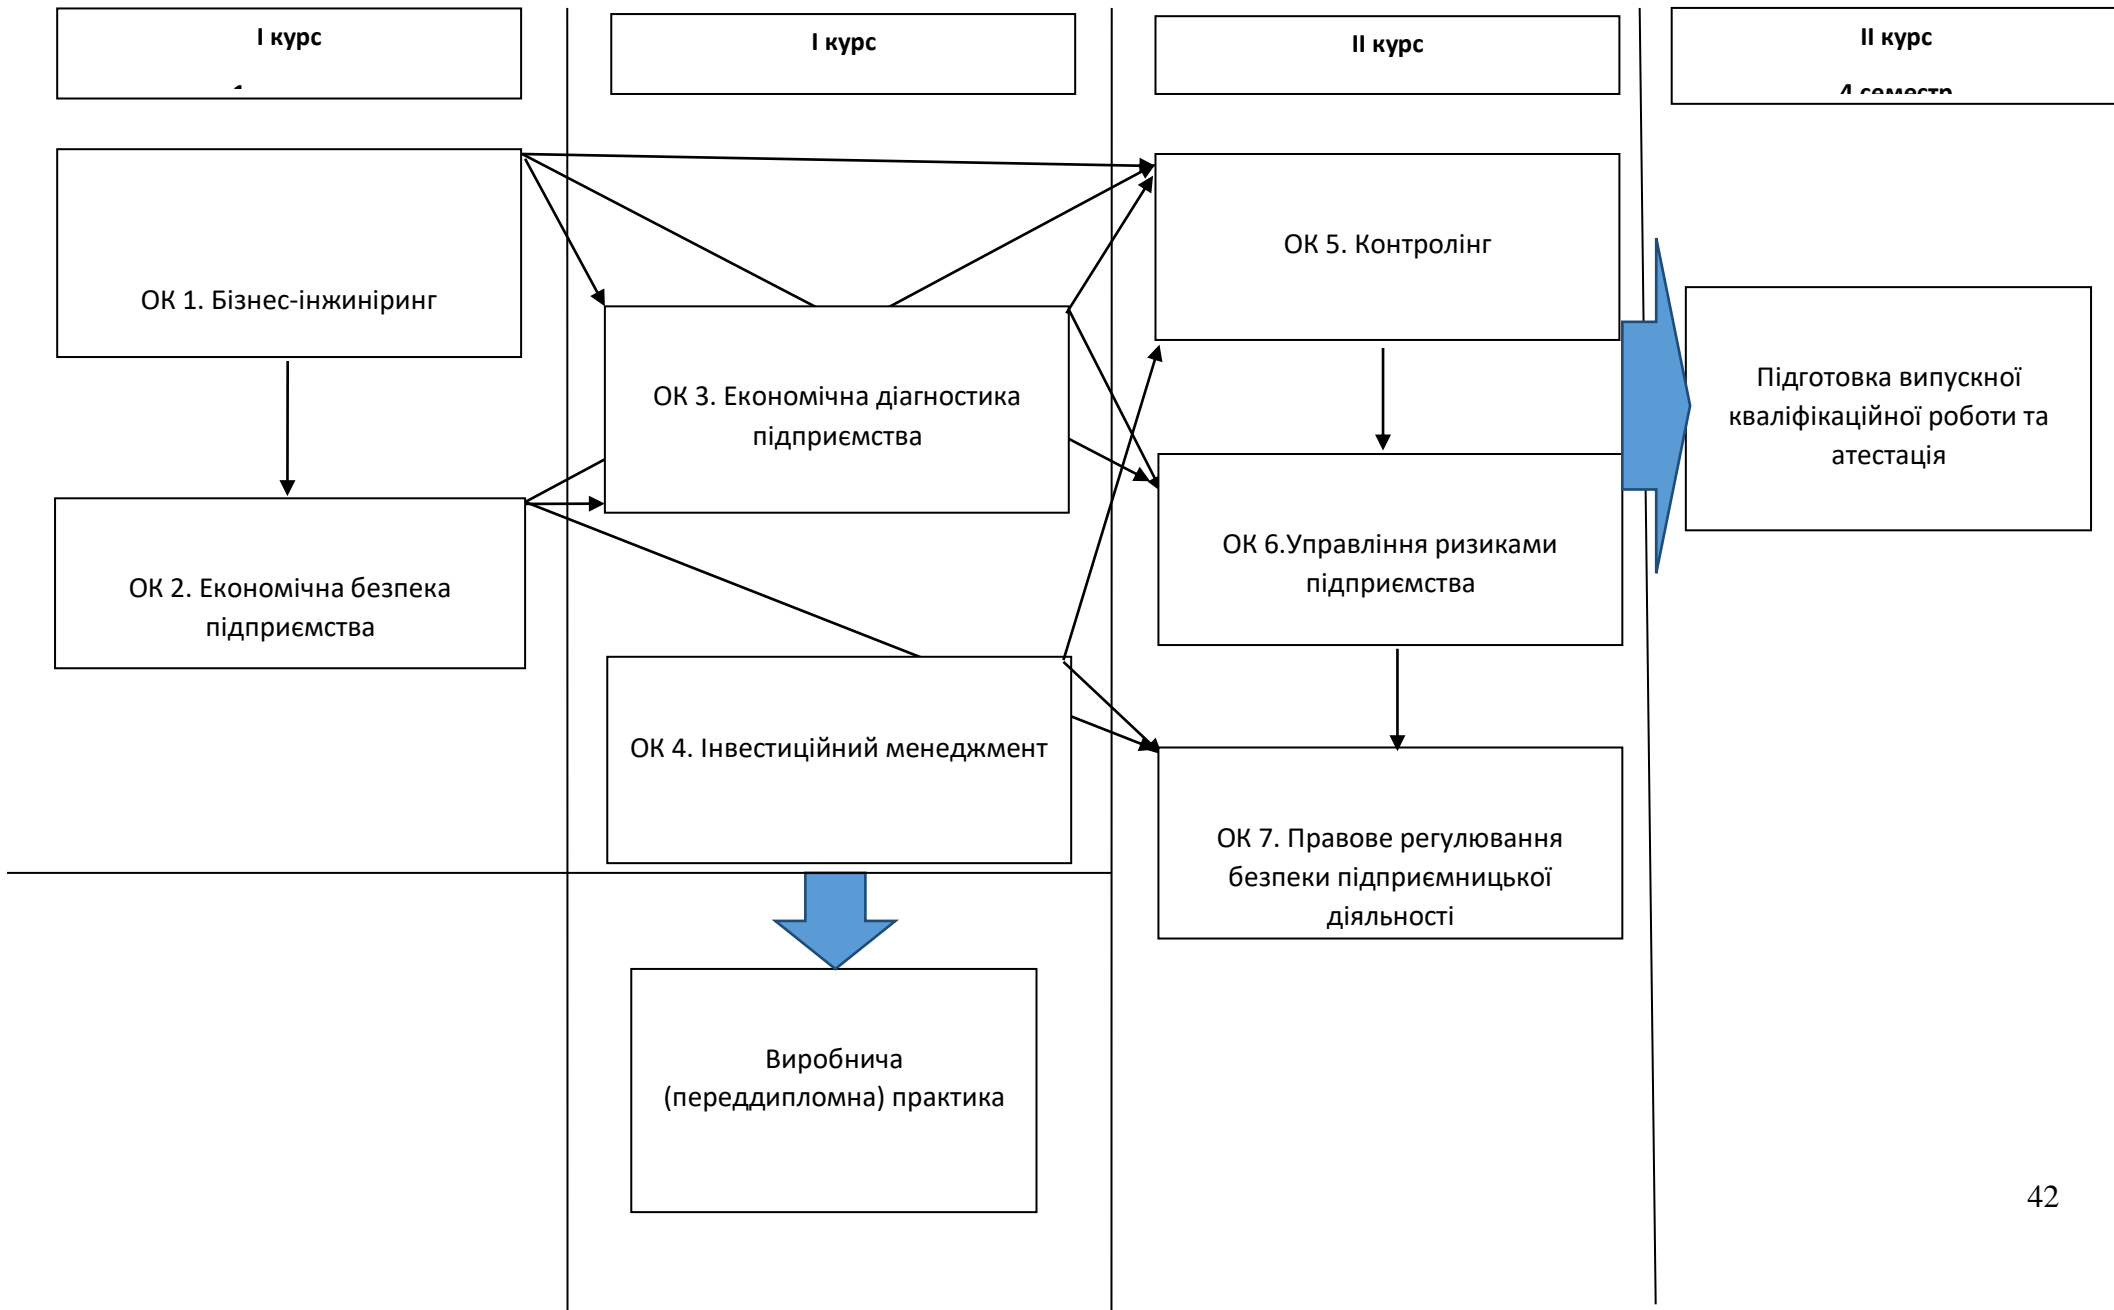 І курс
І курс
ІІ курс
ІІ курс
4 семестр
ОК 1. Бізнес-інжиніринг
ОК 2. Економічна безпека
підприємства
ОК 3. Економічна діагностика
підприємства
ОК 4. Інвестиційний менеджмент
Виробнича
(переддипломна) практика
ОК 5. Контролінг
ОК 6.Управління ризиками
підприємства
ОК 7. Правове регулювання
безпеки підприємницької
діяльності
Підготовка випускної
кваліфікаційної роботи та
атестація
42